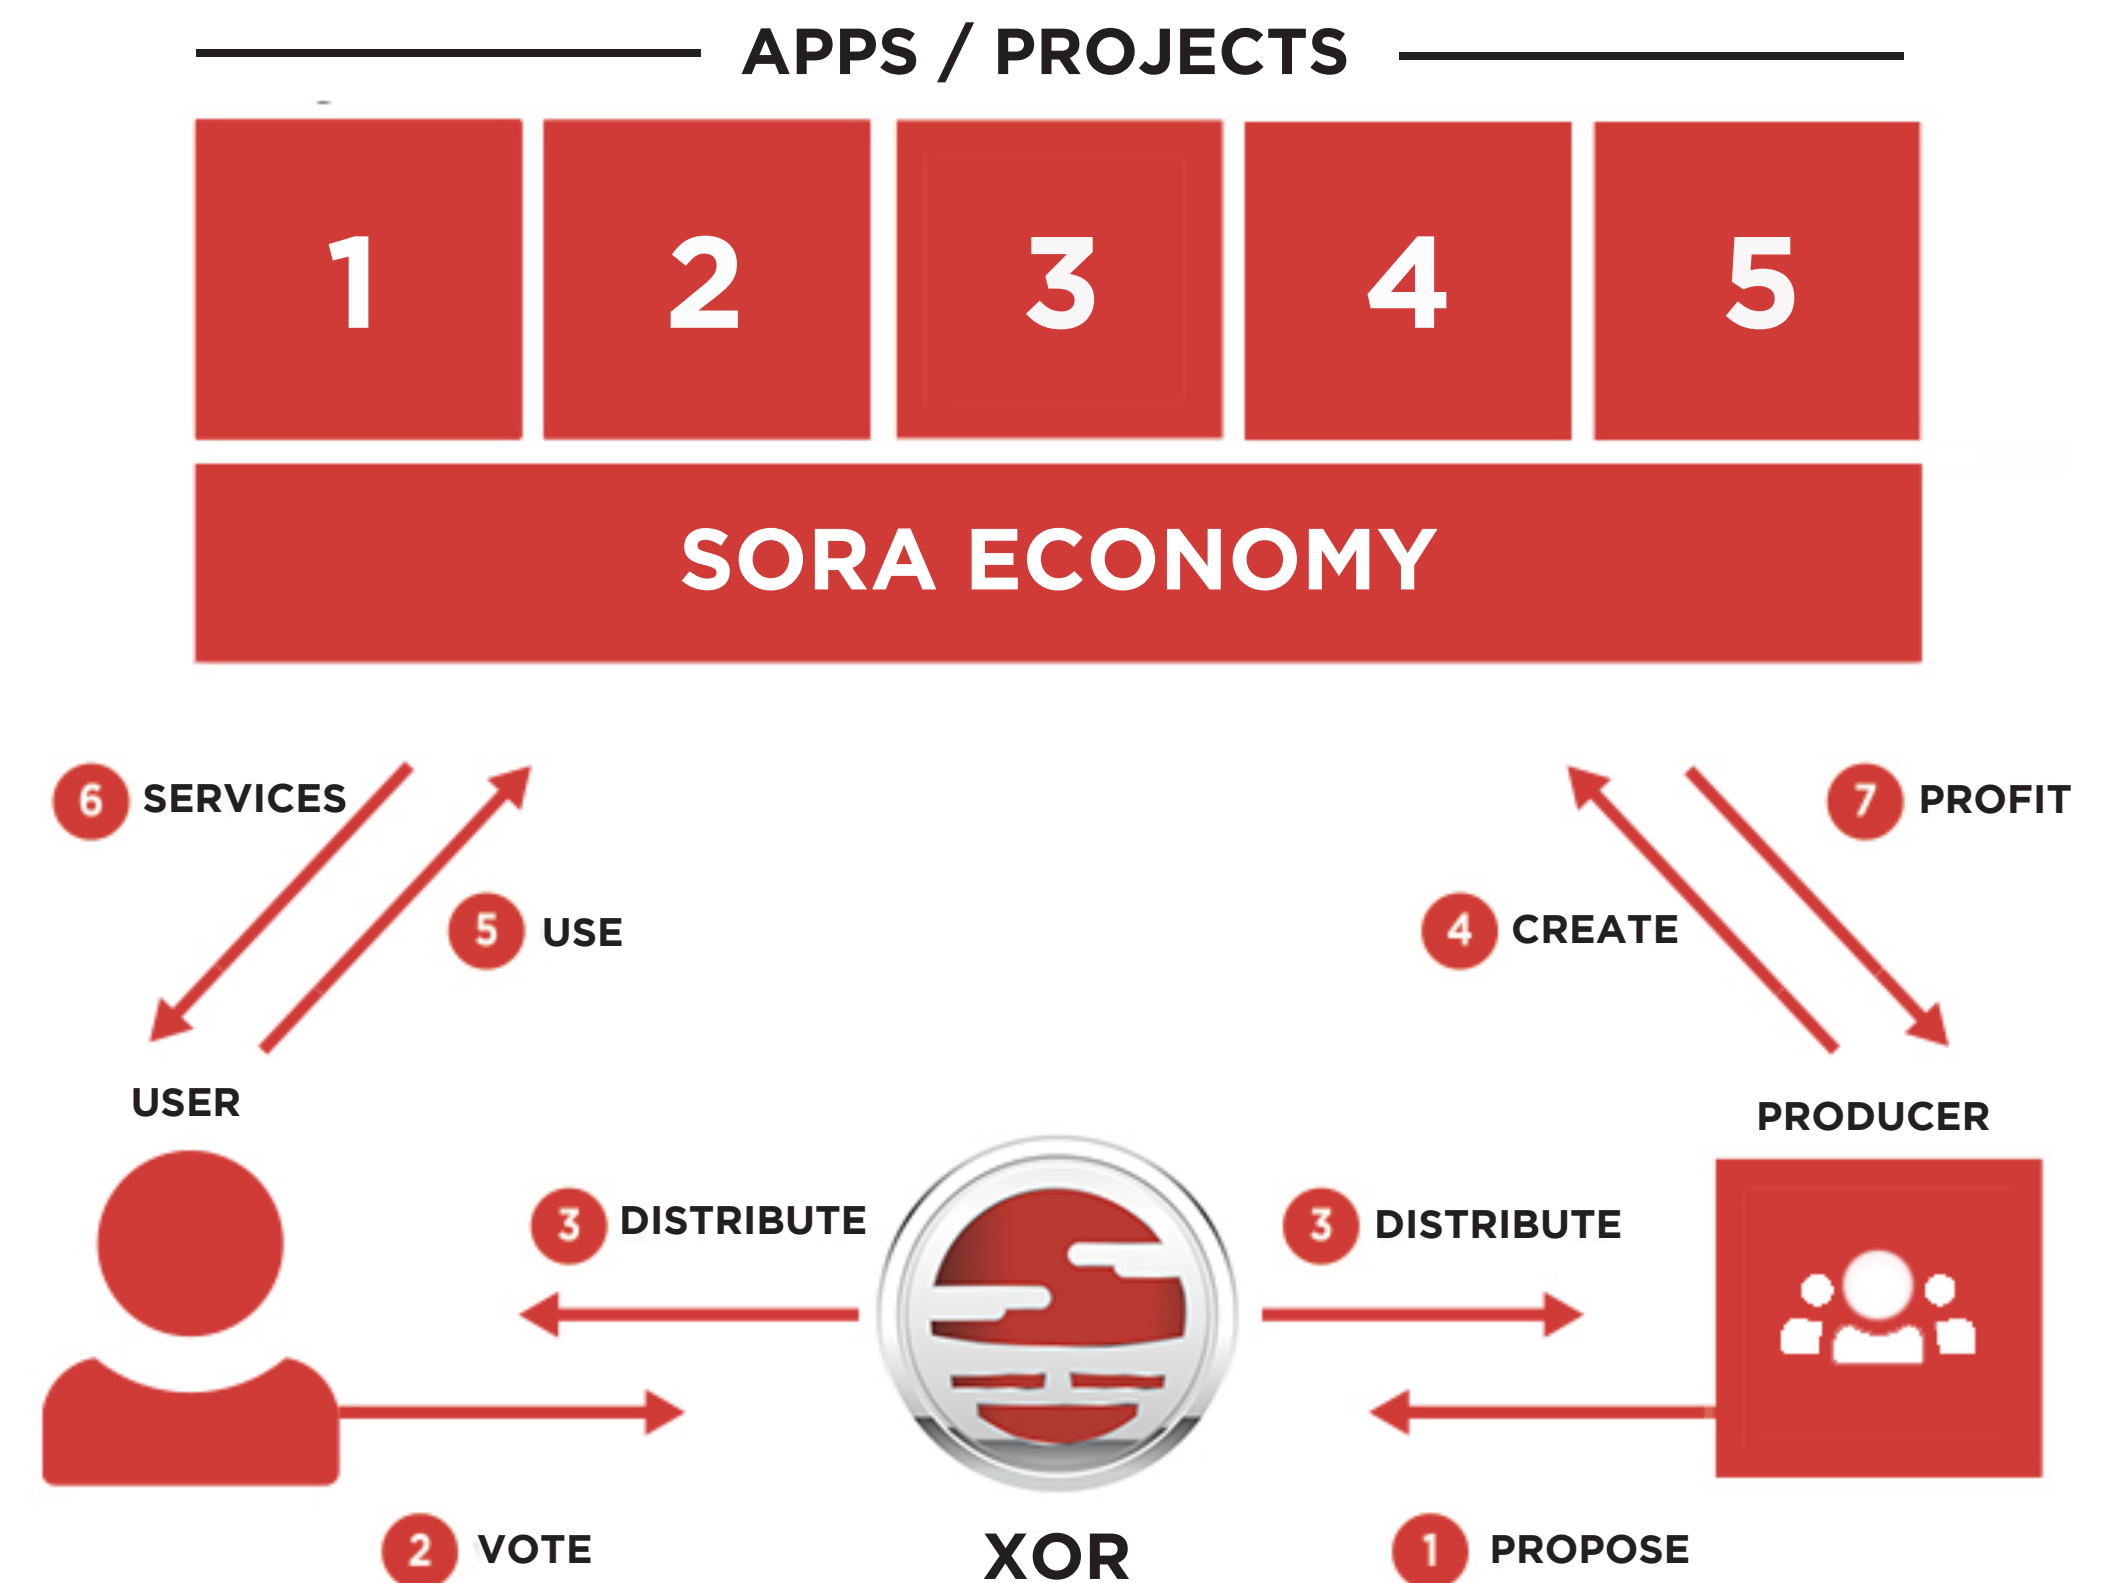 APPS / PROJECTS
1 2 3 4 5
SORA ECONOMY
6 SERVICES
7 PROFIT
5 USE
4 CREATE
USER
PRODUCER
3 DISTRIBUTE
3 DISTRIBUTE
2 VOTE
XOR
1 PROPOSE